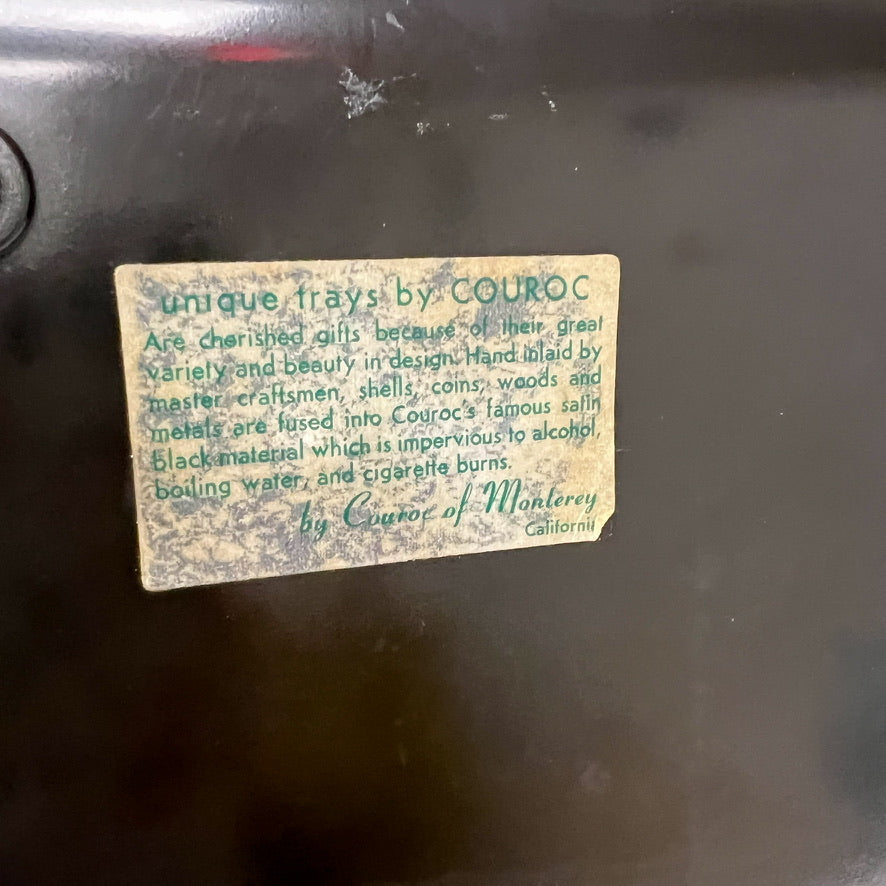 unique trays by COUROC
Are cherished gifts because of their great
variety and beauty in design. Hand inlaid by
master craftsmen, shells, coins, woods and
metals are fused into Couroc's famous satin
black material which is impervious to alcohol,
boiling water, and cigarette burns.
by Couroc of Monterey
California